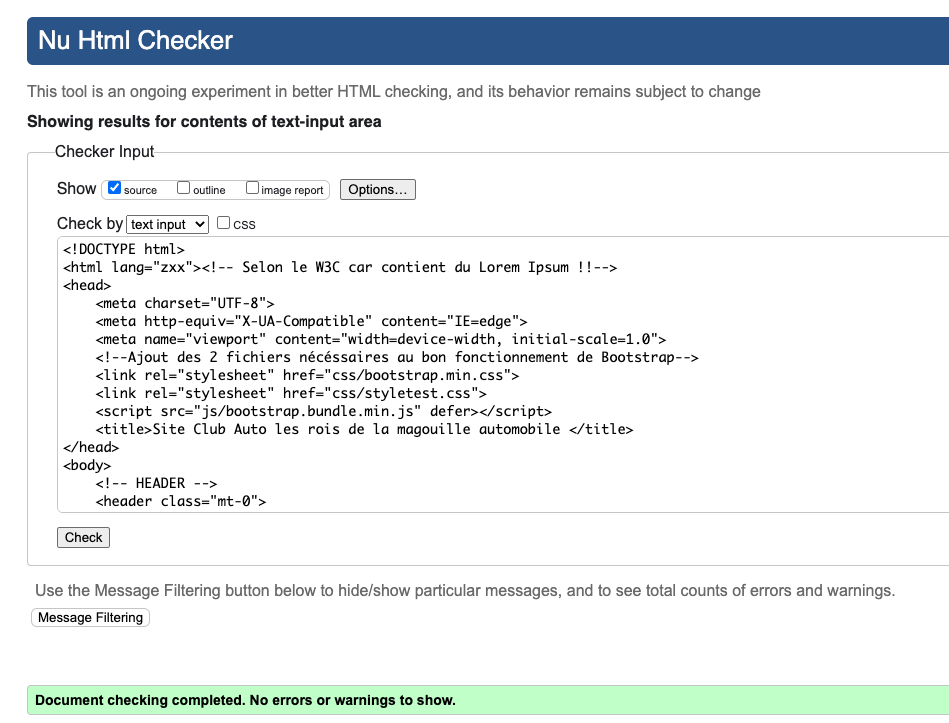 Nu Html Checker
This tool is an ongoing experiment in better HTML checking, and its behavior remains subject to change
Showing results for contents of text-input area
Checker Input
Show source outline image report Options...
Check by text input CSS
<!DOCTYPE html>
<html lang="zxx"><!-- Selon le W3C car contient du Lorem Ipsum !!-->
<head>
    <meta charset="UTF-8">
    <meta http-equiv="X-UA-Compatible" content="IE=edge">
    <meta name="viewport" content="width=device-width, initial-scale=1.0">
    <!--Ajout des 2 fichiers nécéssaires au bon fonctionnement de Bootstrap-->
    <link rel="stylesheet" href="css/bootstrap.min.css">
    <link rel="stylesheet" href="css/styletest.css">
    <script src="js/bootstrap.bundle.min.js" defer></script>
    <title>Site Club Auto les rois de la magouille automobile </title>
</head>
<body>
    <!-- HEADER -->
    <header class="mt-0">
Check
Use the Message Filtering button below to hide/show particular messages, and to see total counts of errors and warnings.
Message Filtering
Document checking completed. No errors or warnings to show.